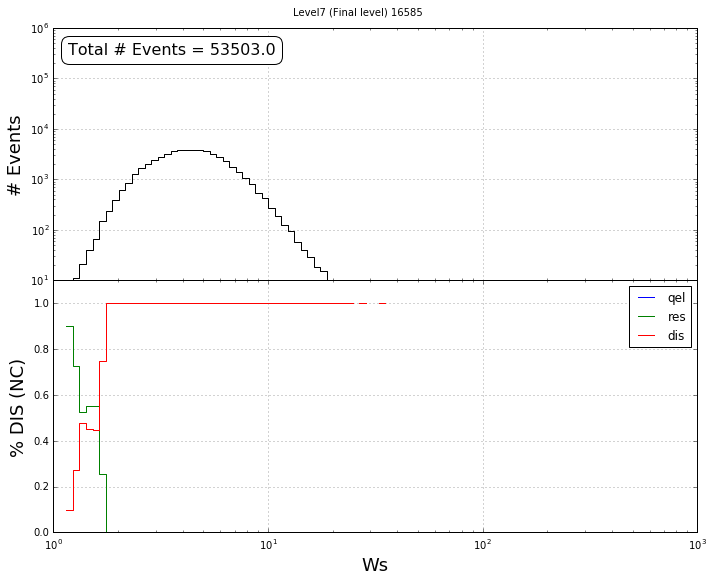 Level7 (Final level) 16585
Total # Events = 53503.0
# Events
10^6
10^5
10^4
10^3
10^2
10^1
qel
res
dis
% DIS (NC)
1.0
0.8
0.6
0.4
0.2
0.0
10^0
10^1
10^2
10^3
Ws